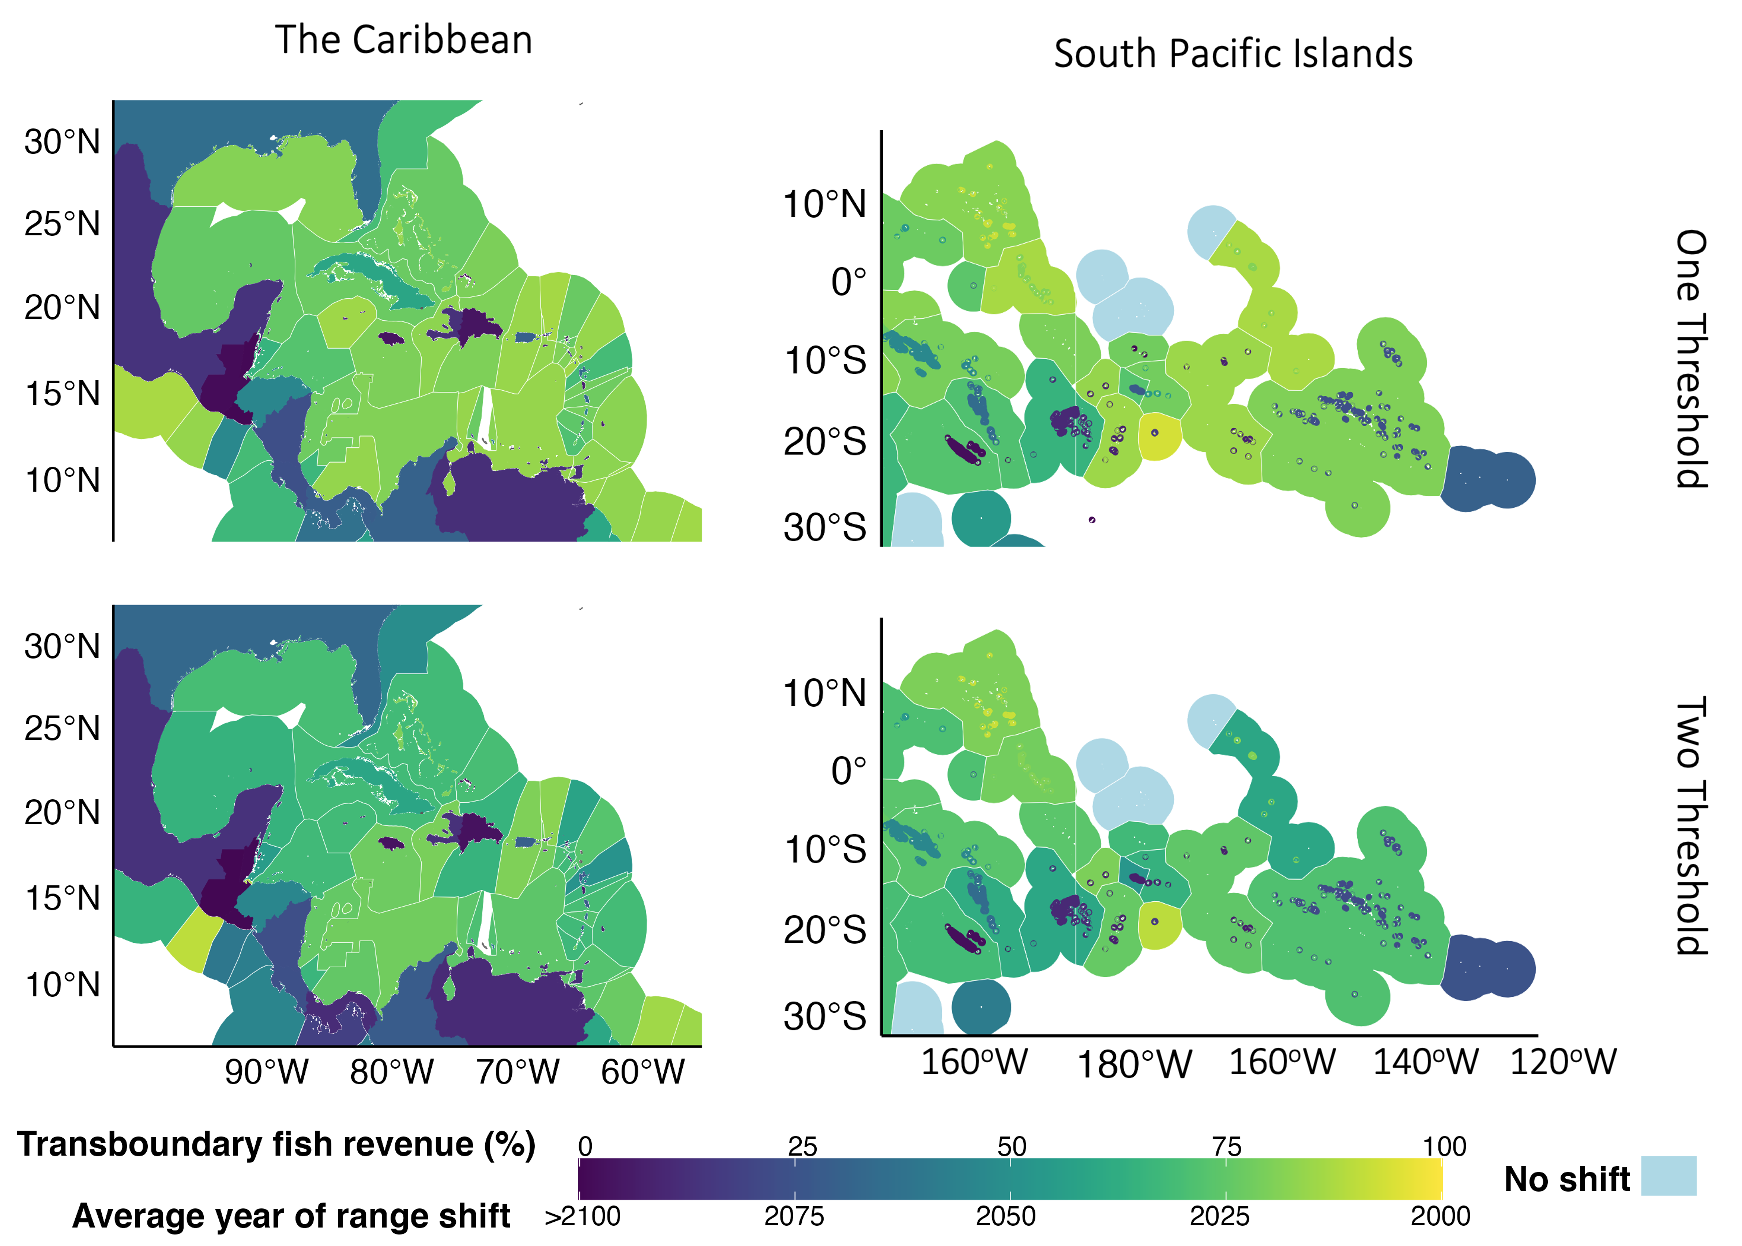 The Caribbean
South Pacific Islands
30°N
25°N
20°N
15°N
10°N
10°N
0°
10°S
20°S
30°S
One Threshold
30°N
25°N
20°N
15°N
10°N
90°W 80°W 70°W 60°W
10°N
0°
10°S
20°S
30°S
160°W 180°W 160°W 140°W 120°W
Two Threshold
Transboundary fish revenue (%)
0 25 50 75 100
Average year of range shift
>2100 2075 2050 2025 2000
No shift